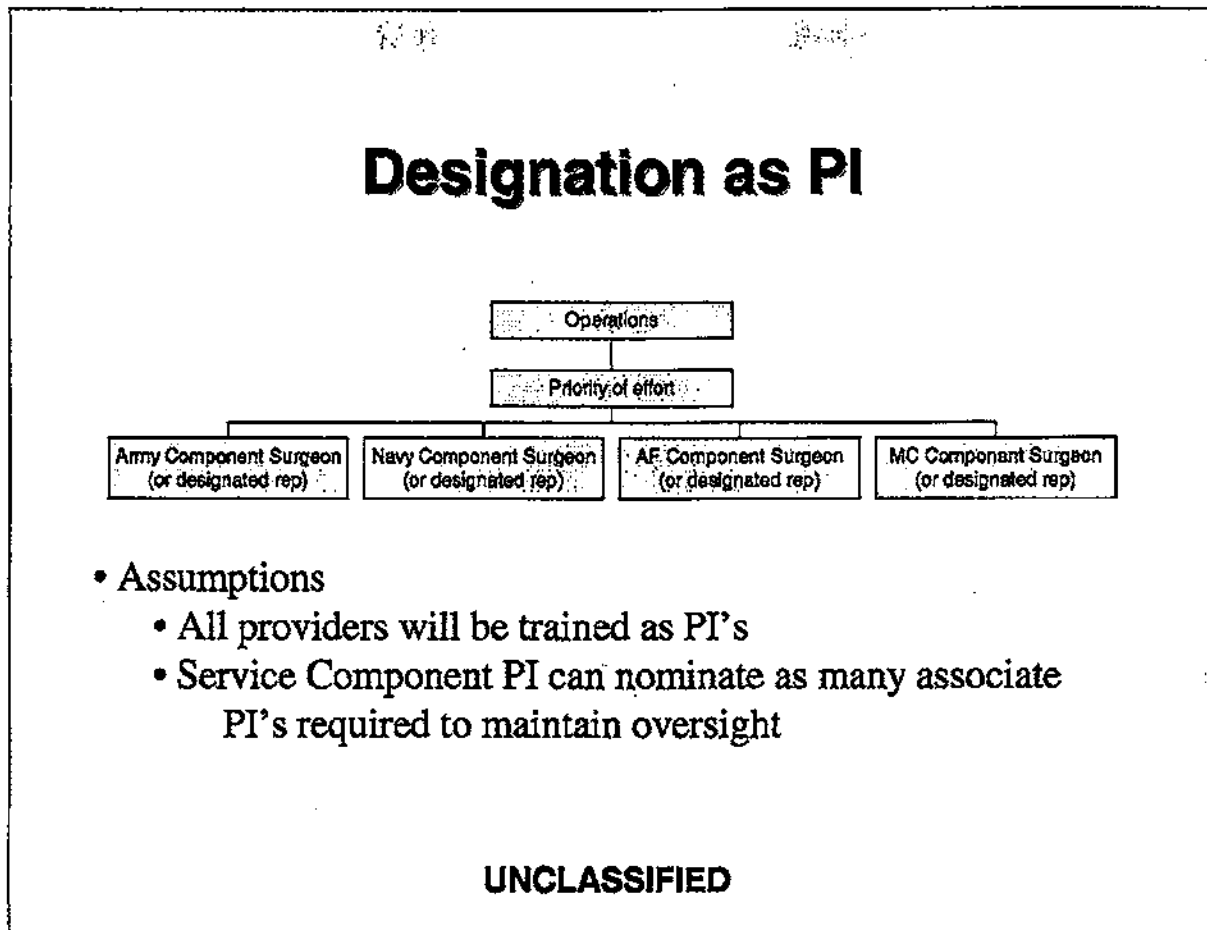 Designation as PI
Operations
Priority of effort
Army Component Surgeon
(or designated rep)
Navy Component Surgeon
(or designated rep)
AF Component Surgeon
(or designated rep)
MC Component Surgeon
(or designated rep)
• Assumptions
• All providers will be trained as PI's
• Service Component PI can nominate as many associate
PI's required to maintain oversight
UNCLASSIFIED